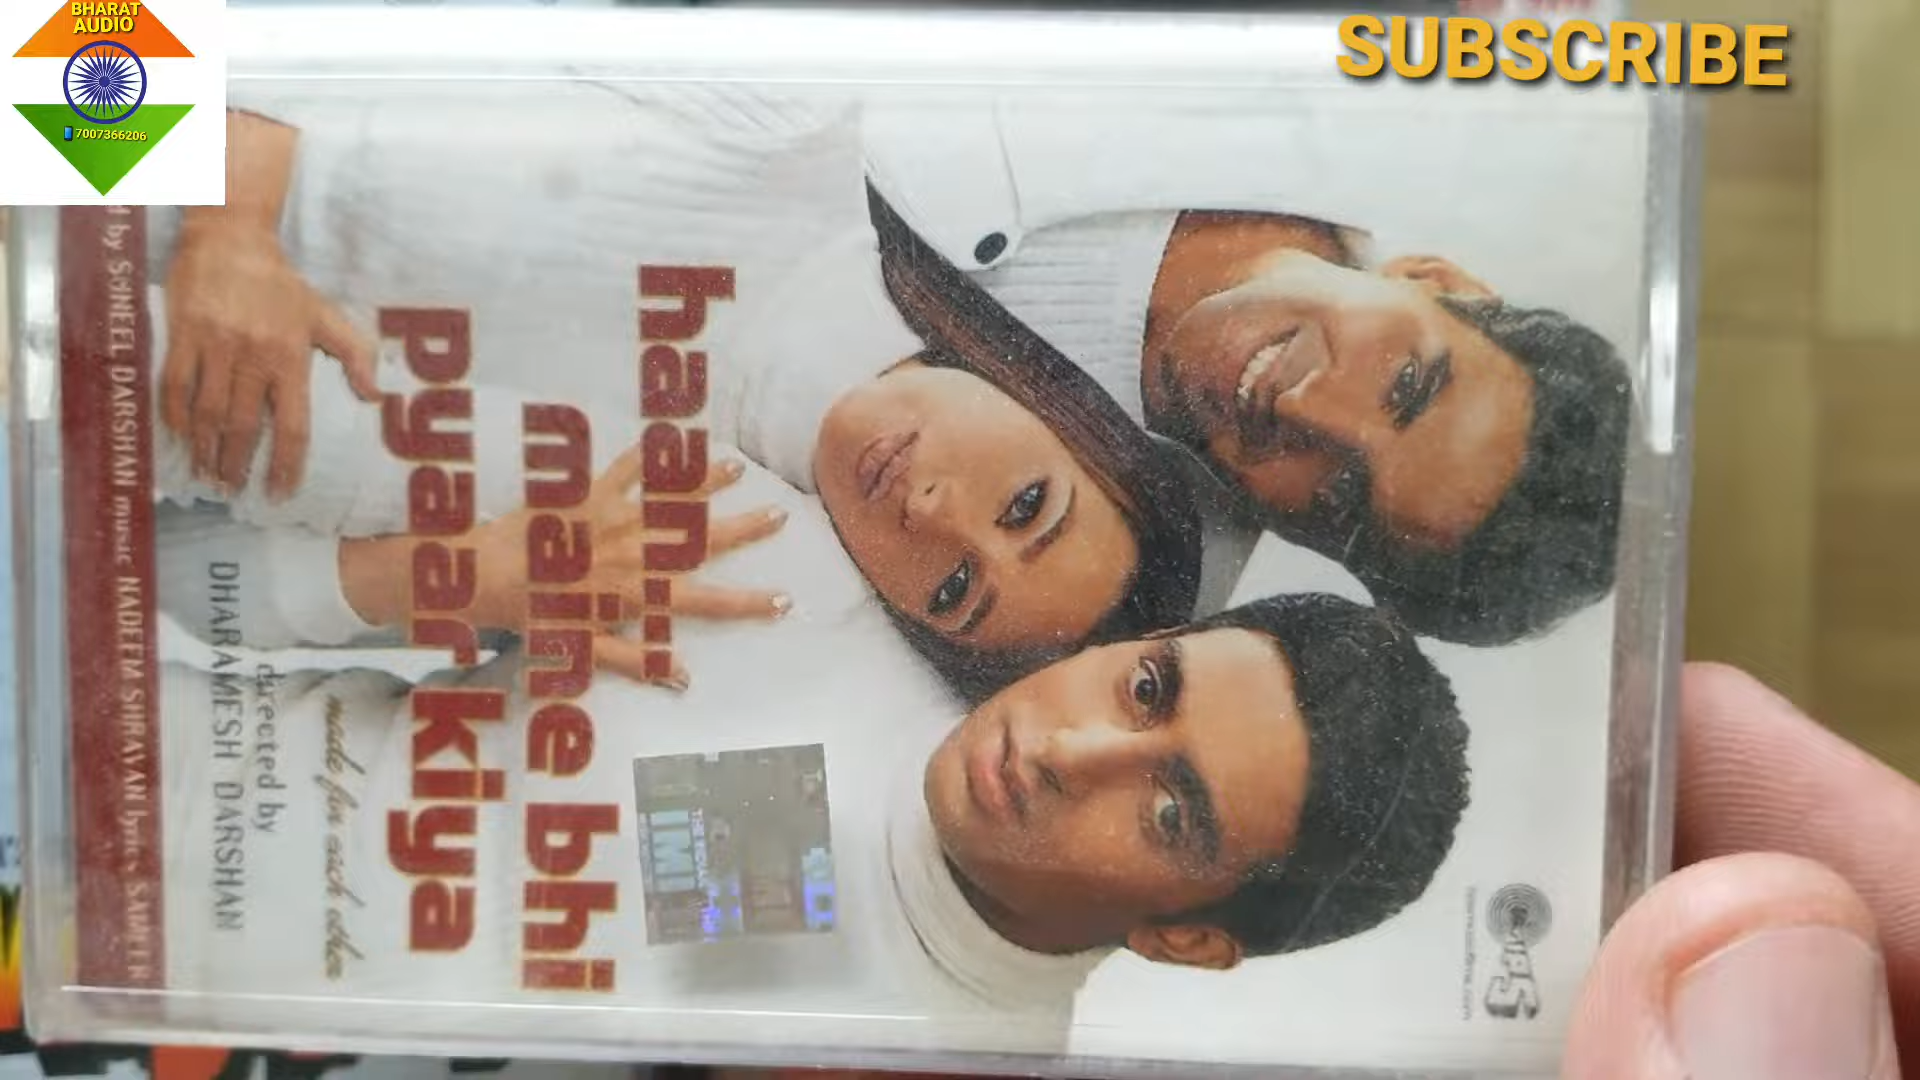 BHARAT
AUDIO
7007366206
SUBSCRIBE
haan...
maine bhi
pyaar kiya
made for each other
directed by
DHARAMESH DARSHAN
by SUNEEL DARSHAN music NADEEM SHRAVAN lyrics SAMEER
TIPS